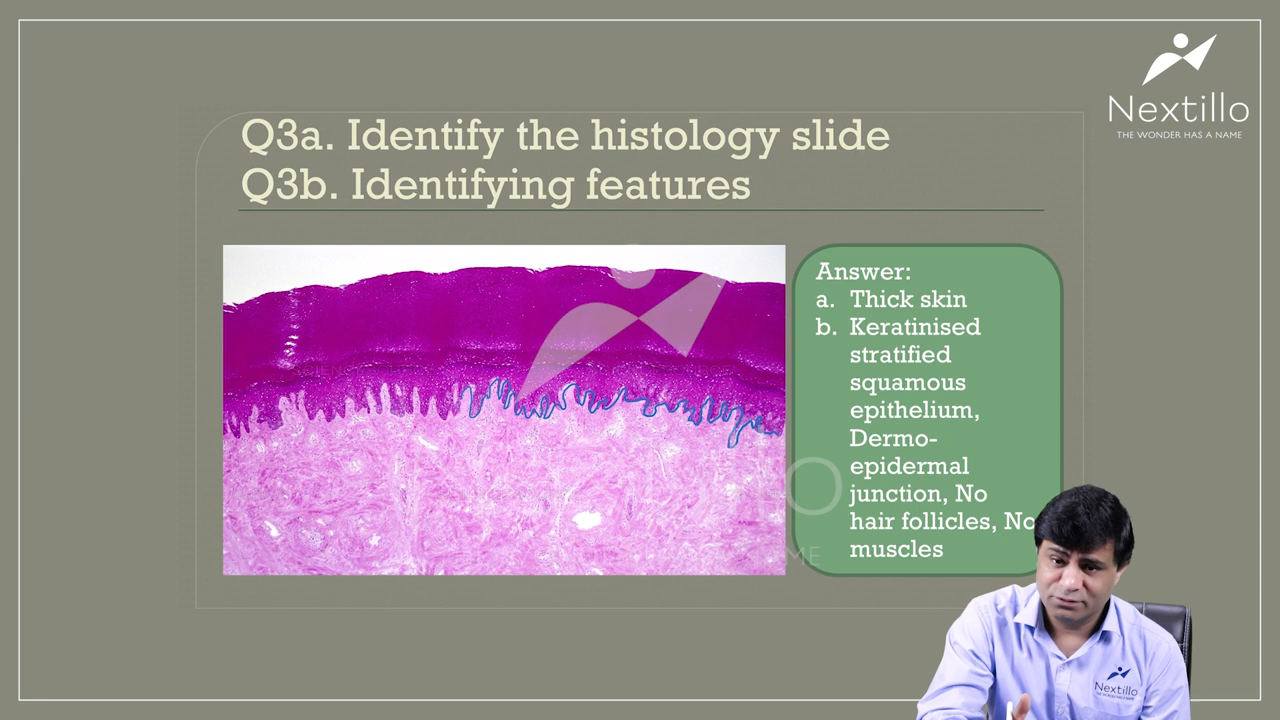 Nextillo
THE WONDER HAS A NAME
Q3a. Identify the histology slide
Q3b. Identifying features
Answer:
a. Thick skin
b. Keratinised
stratified
squamous
epithelium,
Dermo-
epidermal
junction, No
hair follicles, No
muscles
Nextillo